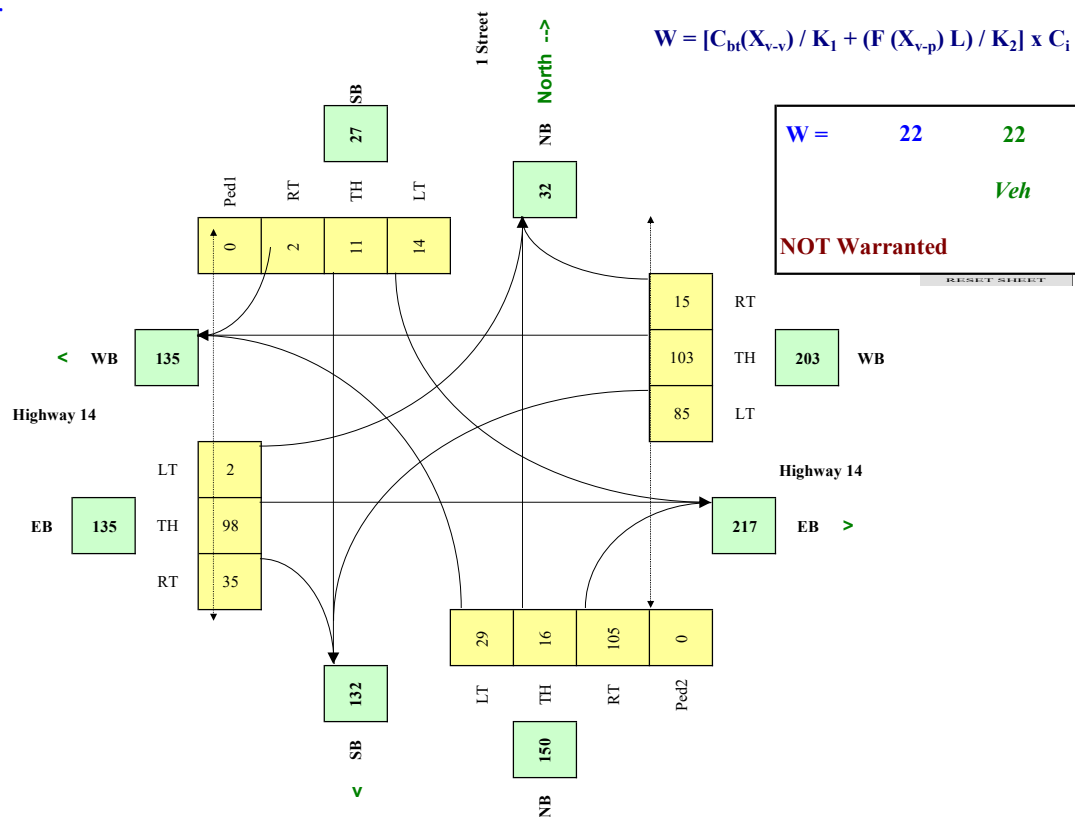 1 Street
North -->
W = [Cbt(Xv-v) / K1 + (F (Xv-p) L) / K2] x Ci
SB
27
NB
32
W = 22 22
Veh
NOT Warranted
RESET SHEET
Ped1 RT TH LT
0 2 11 14
15 RT
103 TH
85 LT
203 WB
< WB 135
Highway 14
Highway 14
LT 2
EB 135 TH 98
RT 35
217 EB >
29 16 105 0
LT TH RT Ped2
132
SB
<
150
NB